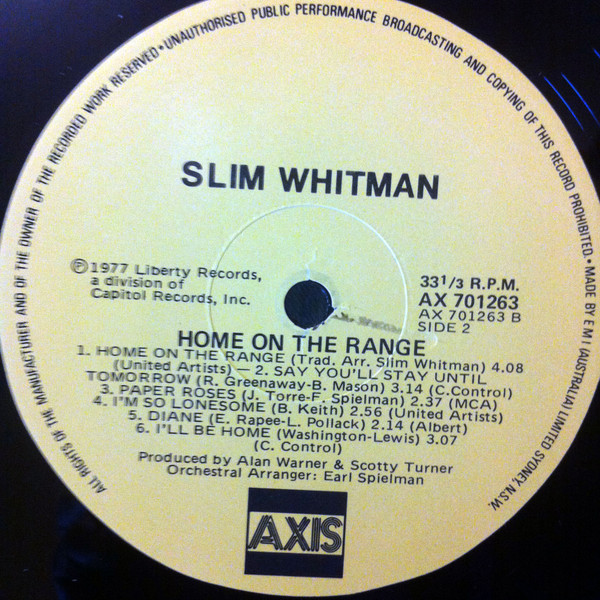 ALL RIGHTS OF THE MANUFACTURER AND OF THE OWNER OF THE RECORDED WORK RESERVED • UNAUTHORISED PUBLIC PERFORMANCE BROADCASTING AND COPYING OF THIS RECORD PROHIBITED. • MADE BY EMI (AUSTRALIA) LIMITED SYDNEY, N.S.W.
SLIM WHITMAN
℗1977 Liberty Records,
a division of
Capitol Records, Inc.
33 1/3 R.P.M.
AX 701263
AX 701263 B
SIDE 2
HOME ON THE RANGE
1. HOME ON THE RANGE (Trad. Arr. Slim Whitman) 4.08
(United Artists) — 2. SAY YOU'LL STAY UNTIL
TOMORROW (R. Greenaway-B. Mason) 3.14 (C.Control)
3. PAPER ROSES (J. Torre-F. Spielman) 2.37 (MCA)
4. I'M SO LONESOME (B. Keith) 2.56 (United Artists)
5. DIANE (E. Rapee-L. Pollack) 2.14 (Albert)
6. I'LL BE HOME (Washington-Lewis) 3.07
(C. Control)
Produced by Alan Warner & Scotty Turner
Orchestral Arranger: Earl Spielman
AXIS